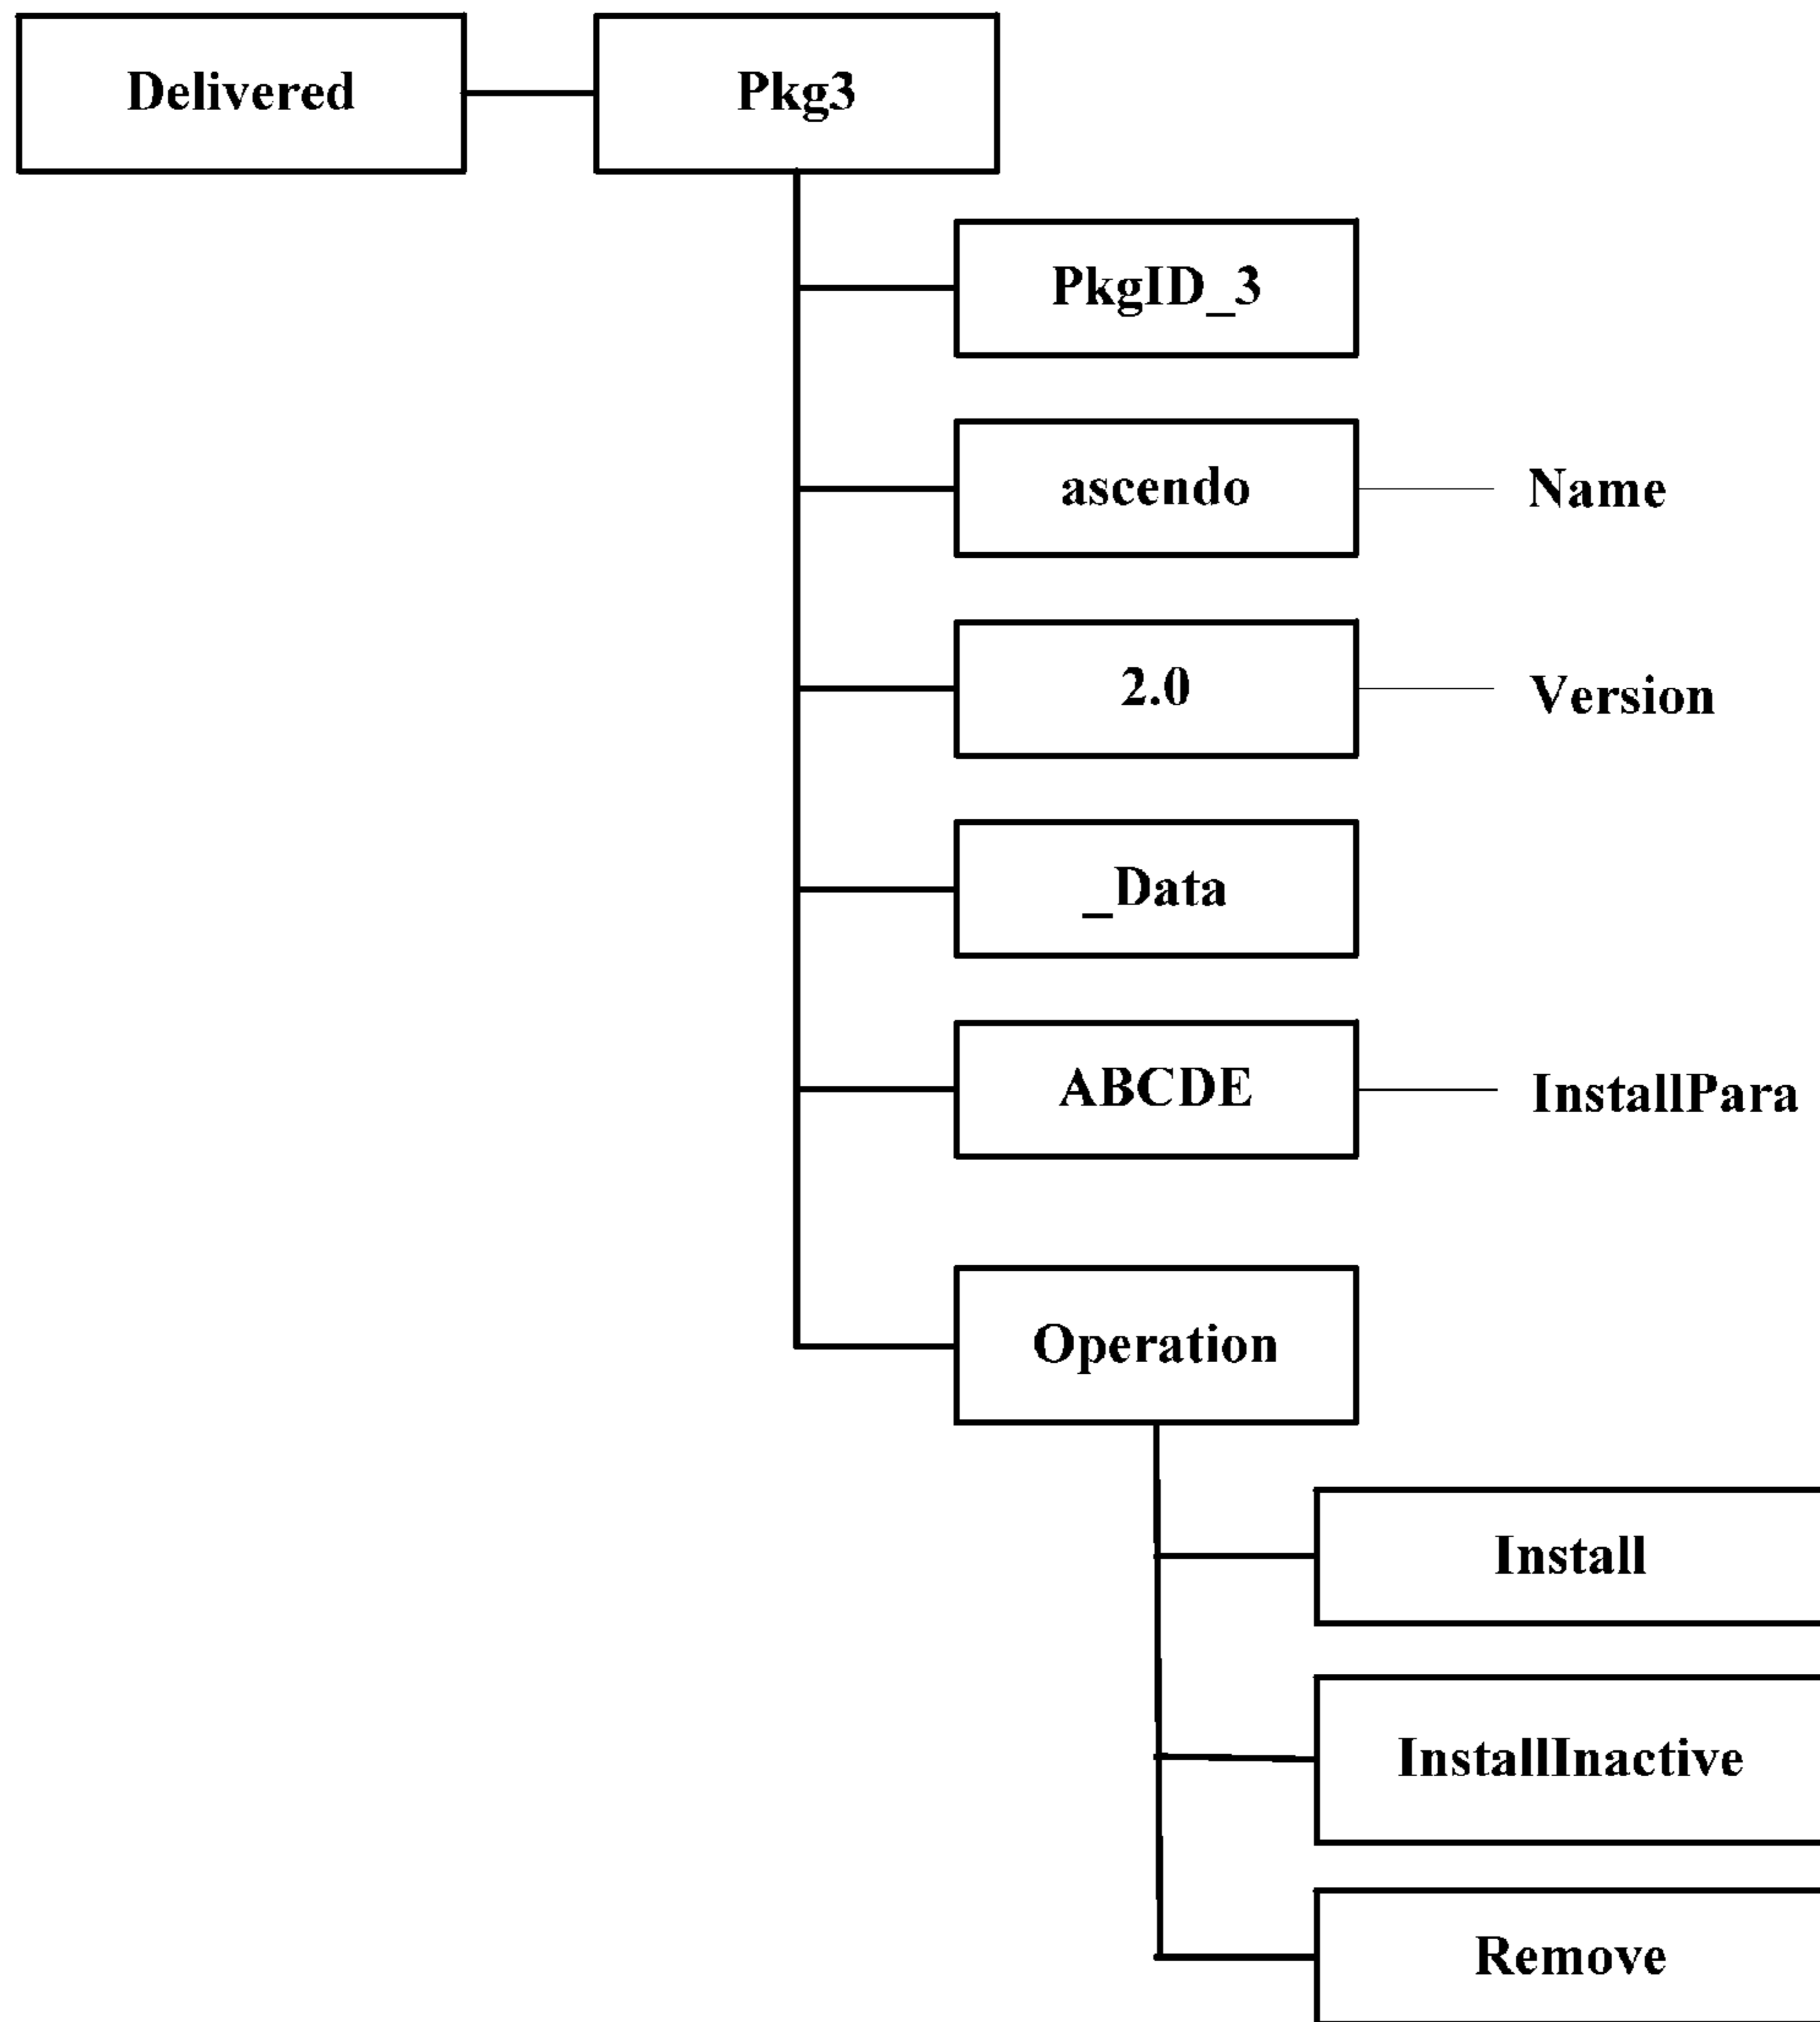 Delivered
Pkg3
PkgID_3
ascendo
Name
2.0
Version
_Data
ABCDE
InstallPara
Operation
Install
InstallInactive
Remove